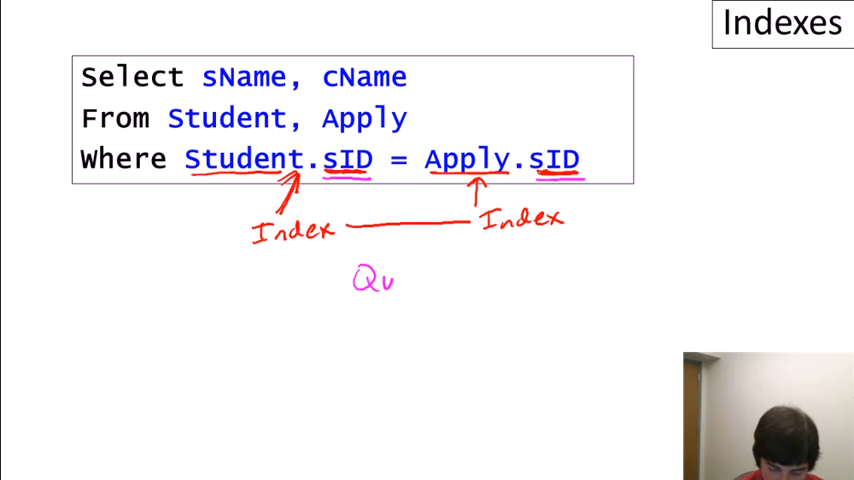 Indexes
Select sName, cName
From Student, Apply
Where Student.sID = Apply.sID
Index Index
Qu